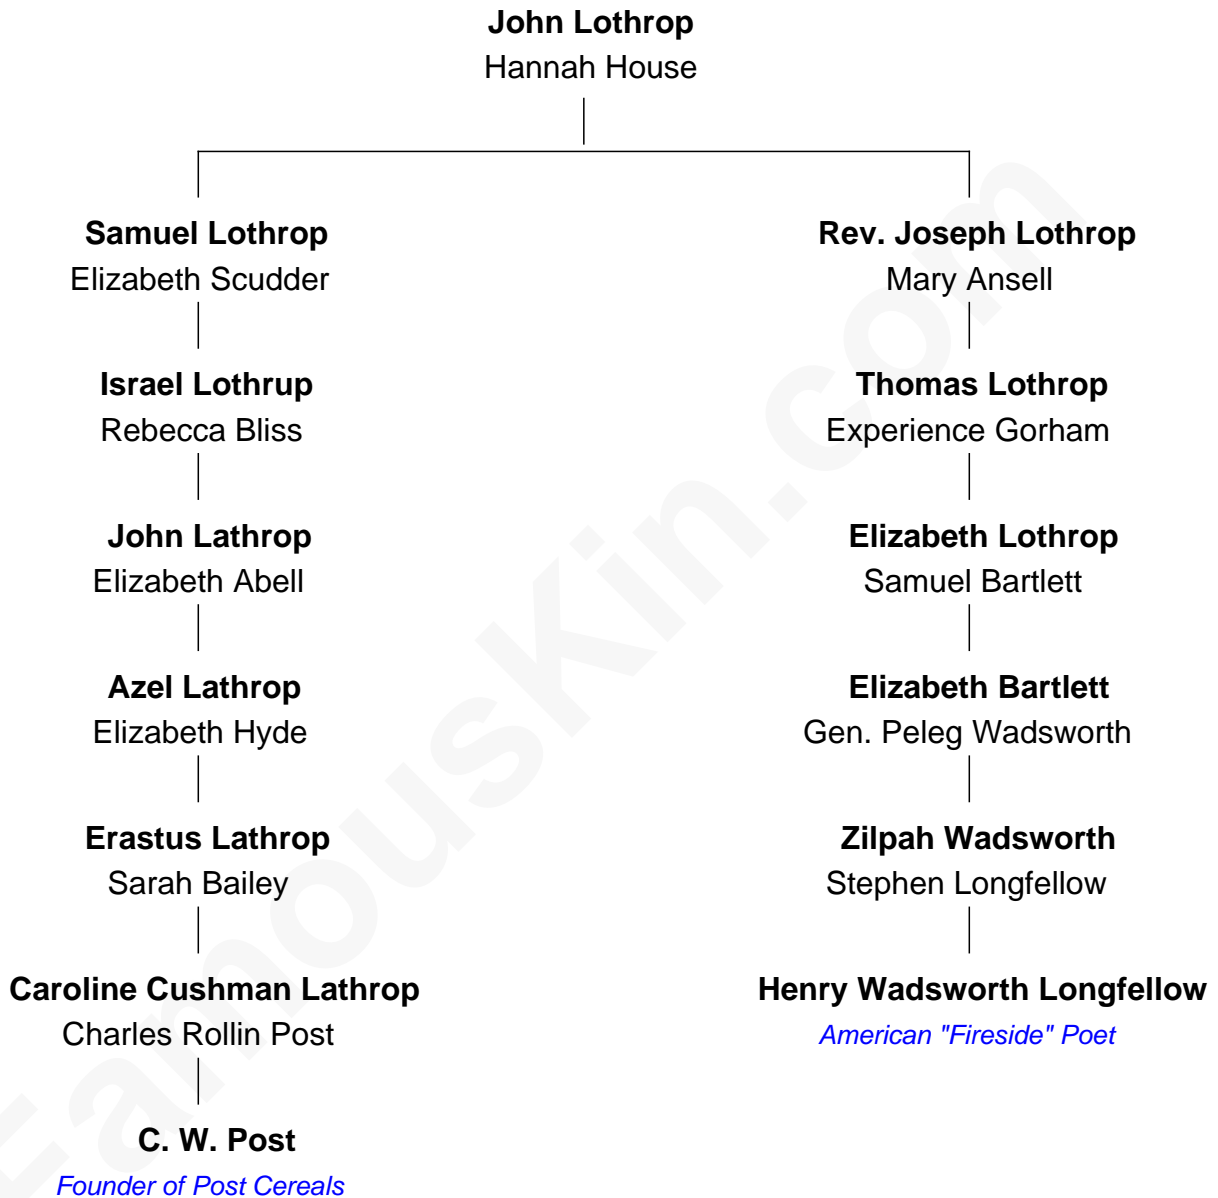 John Lothrop
Hannah House
Samuel Lothrop
Elizabeth Scudder
Rev. Joseph Lothrop
Mary Ansell
Israel Lothrup
Rebecca Bliss
Thomas Lothrop
Experience Gorham
John Lathrop
Elizabeth Abell
Elizabeth Lothrop
Samuel Bartlett
Azel Lathrop
Elizabeth Hyde
Elizabeth Bartlett
Gen. Peleg Wadsworth
Erastus Lathrop
Sarah Bailey
Zilpah Wadsworth
Stephen Longfellow
Caroline Cushman Lathrop
Charles Rollin Post
Henry Wadsworth Longfellow
American "Fireside" Poet
C. W. Post
Founder of Post Cereals
FamousKin.com